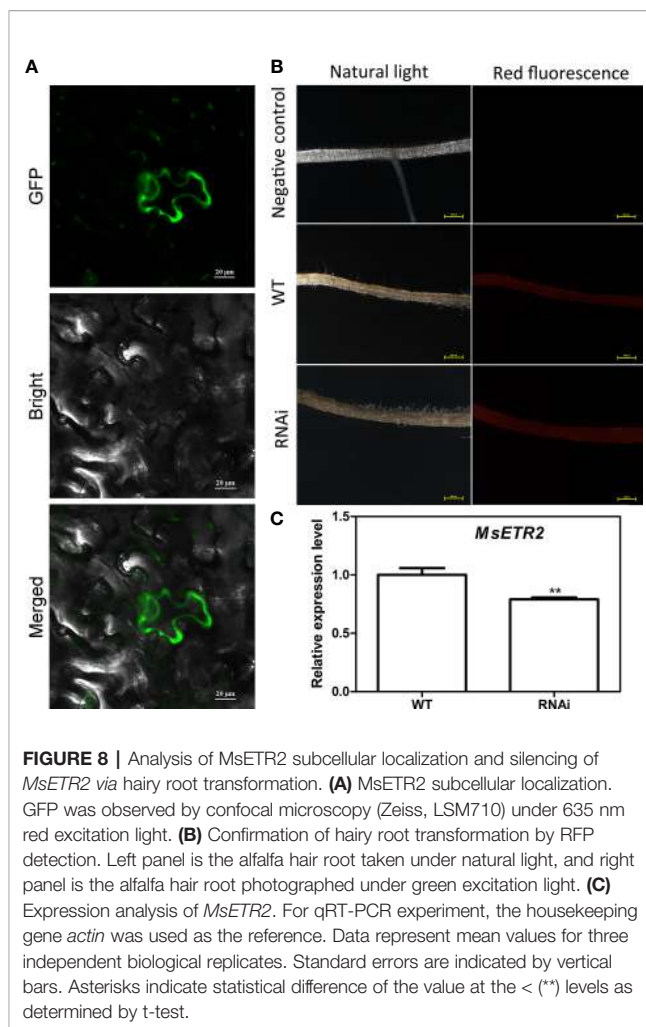 A
B
Natural light
Red fluorescence
GFP
20 μm
Bright
20 μm
Merged
20 μm
Negative control
WT
RNAi
C
MsETR2
Relative expression level
1.5
1.0
0.5
0.0
**
WT
RNAi
FIGURE 8 | Analysis of MsETR2 subcellular localization and silencing of
MsETR2 via hairy root transformation. (A) MsETR2 subcellular localization.
GFP was observed by confocal microscopy (Zeiss, LSM710) under 635 nm
red excitation light. (B) Confirmation of hairy root transformation by RFP
detection. Left panel is the alfalfa hair root taken under natural light, and right
panel is the alfalfa hair root photographed under green excitation light. (C)
Expression analysis of MsETR2. For qRT-PCR experiment, the housekeeping
gene actin was used as the reference. Data represent mean values for three
independent biological replicates. Standard errors are indicated by vertical
bars. Asterisks indicate statistical difference of the value at the < (**) levels as
determined by t-test.